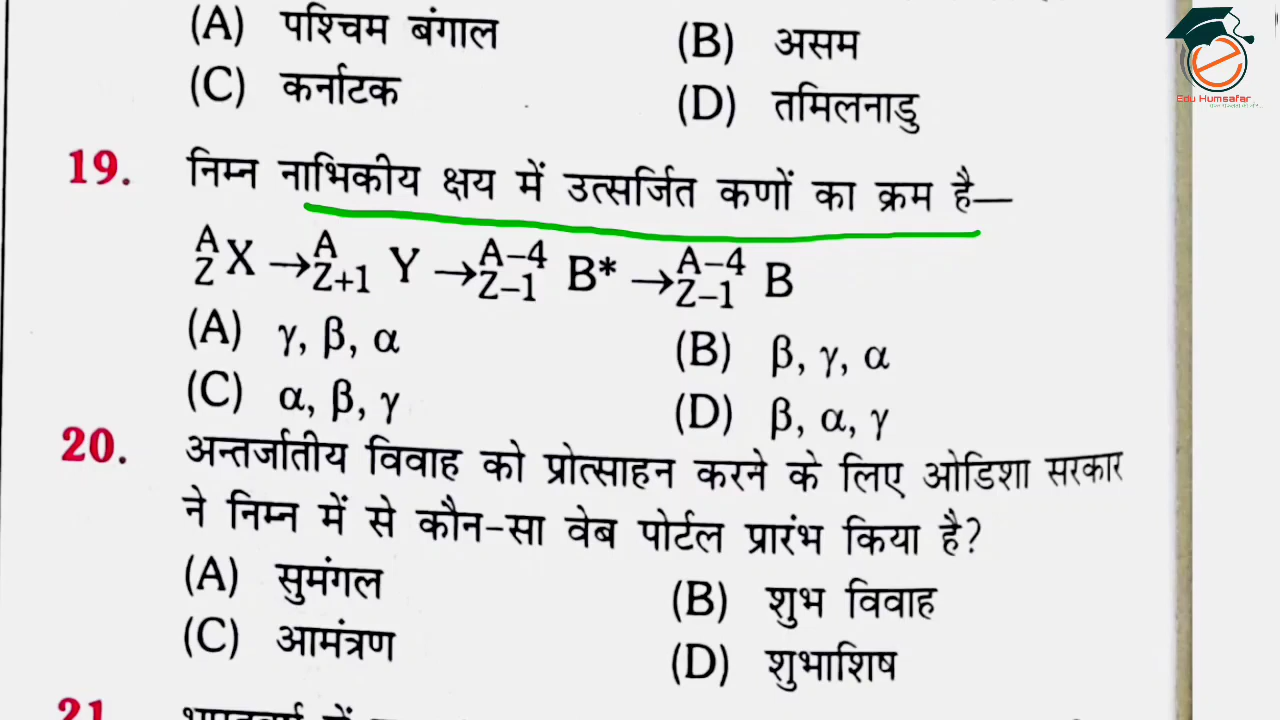 (A) पश्चिम बंगाल (B) असम
(C) कर्नाटक (D) तमिलनाडु
Edu Humsafar
19. निम्न नाभिकीय क्षय में उत्सर्जित कणों का क्रम है—
ᴬ_Z X → ᴬ_Z+1 Y → ᴬ⁻⁴_Z−1 B* → ᴬ⁻⁴_Z−1 B
(A) γ, β, α (B) β, γ, α
(C) α, β, γ (D) β, α, γ
20. अन्तर्जातीय विवाह को प्रोत्साहन करने के लिए ओडिशा सरकार
ने निम्न में से कौन-सा वेब पोर्टल प्रारंभ किया है?
(A) सुमंगल (B) शुभ विवाह
(C) आमंत्रण (D) शुभाशिष
21.